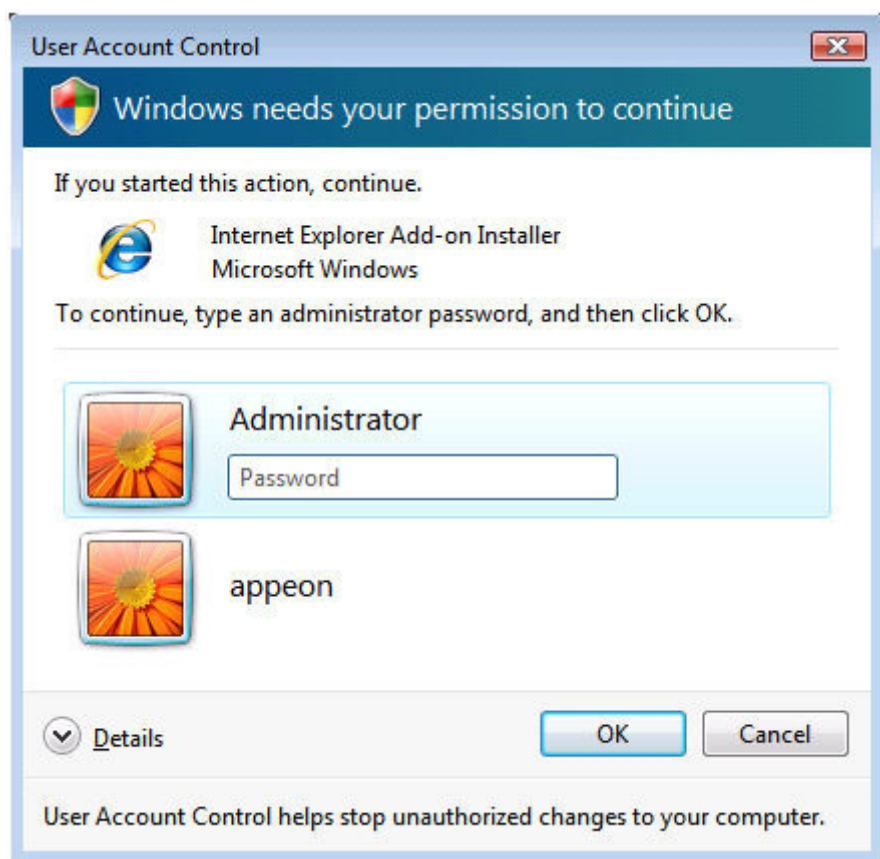 User Account Control
Windows needs your permission to continue
If you started this action, continue.
Internet Explorer Add-on Installer
Microsoft Windows
To continue, type an administrator password, and then click OK.
Administrator
Password
appeon
Details
OK
Cancel
User Account Control helps stop unauthorized changes to your computer.